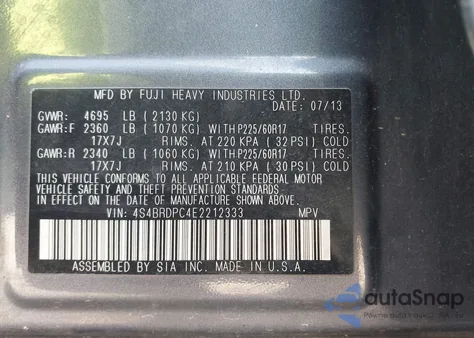 MFD BY FUJI HEAVY INDUSTRIES LTD.
DATE: 07/13
GVWR: 4695 LB (2130 KG)
GAWR:F 2360 LB (1070 KG) WITH P225/60R17 TIRES.
17X7J RIMS. AT 220 KPA (32 PSI) COLD
GAWR:R 2340 LB (1060 KG) WITH P225/60R17 TIRES.
17X7J RIMS. AT 210 KPA (30 PSI) COLD
THIS VEHICLE CONFORMS TO ALL APPLICABLE FEDERAL MOTOR
VEHICLE SAFETY AND THEFT PREVENTION STANDARDS
IN EFFECT ON THE DATE OF MANUFACTURE SHOWN ABOVE.
VIN: 4S4BRDPC4E2212333 MPV
ASSEMBLED BY SIA INC. MADE IN U.S.A.
autaSnap